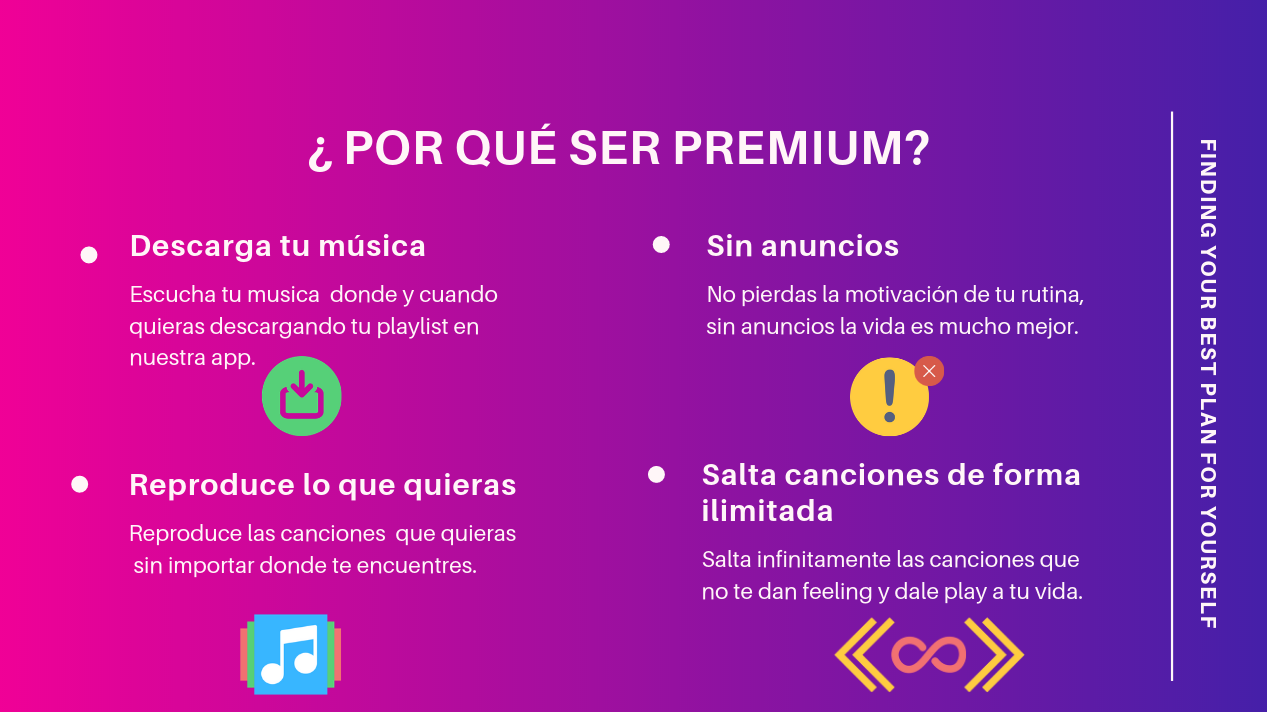 ¿ POR QUÉ SER PREMIUM?
Descarga tu música
Escucha tu musica  donde y cuando
quieras descargando tu playlist en
nuestra app.
Sin anuncios
No pierdas la motivación de tu rutina,
sin anuncios la vida es mucho mejor.
Reproduce lo que quieras
Reproduce las canciones  que quieras
sin importar donde te encuentres.
Salta canciones de forma
ilimitada
Salta infinitamente las canciones que
no te dan feeling y dale play a tu vida.
FINDING YOUR BEST PLAN FOR YOURSELF